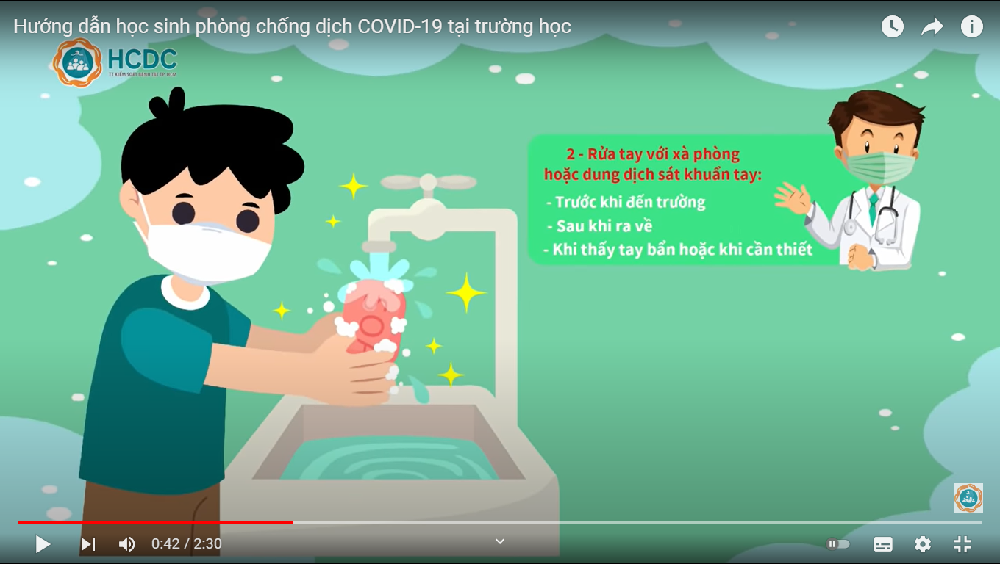 Hướng dẫn học sinh phòng chống dịch COVID-19 tại trường học
HCDC
TT KIỂM SOÁT BỆNH TẬT TP. HCM
2 - Rửa tay với xà phòng
hoặc dung dịch sát khuẩn tay:
- Trước khi đến trường
- Sau khi ra về
- Khi thấy tay bẩn hoặc khi cần thiết
0:42 / 2:30